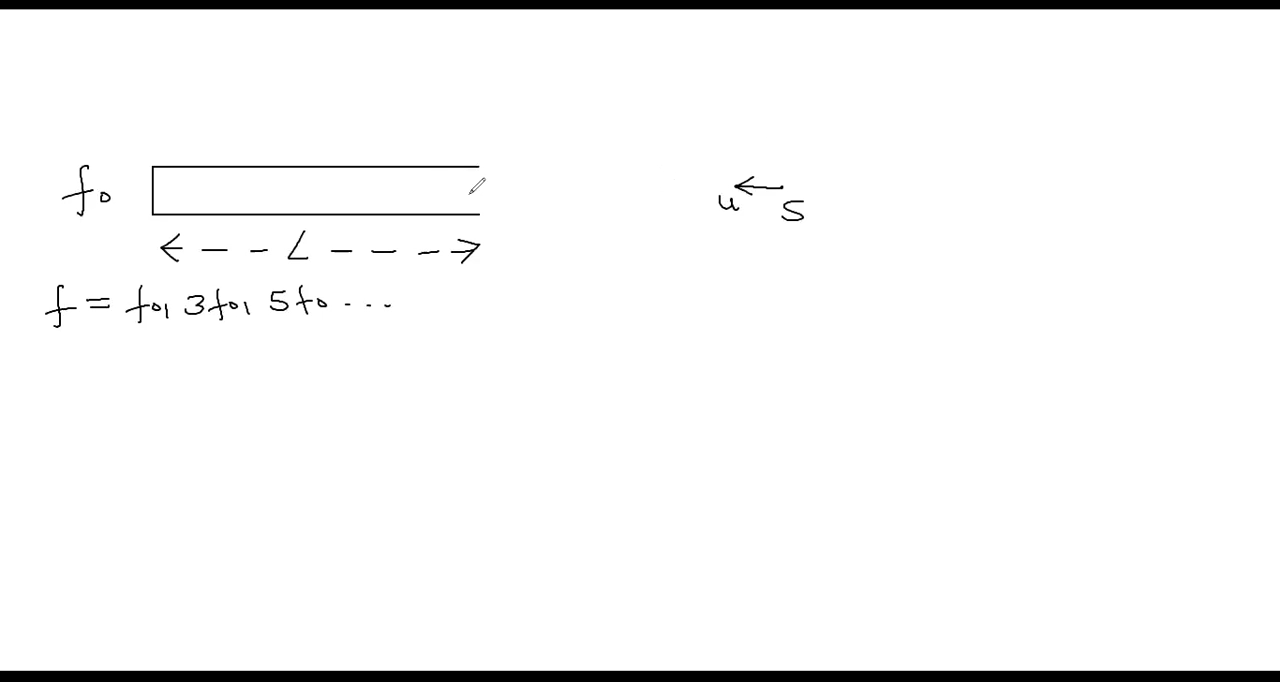 f₀
u ← S
← - - L - - - →
f = f₀, 3f₀, 5f₀ ...